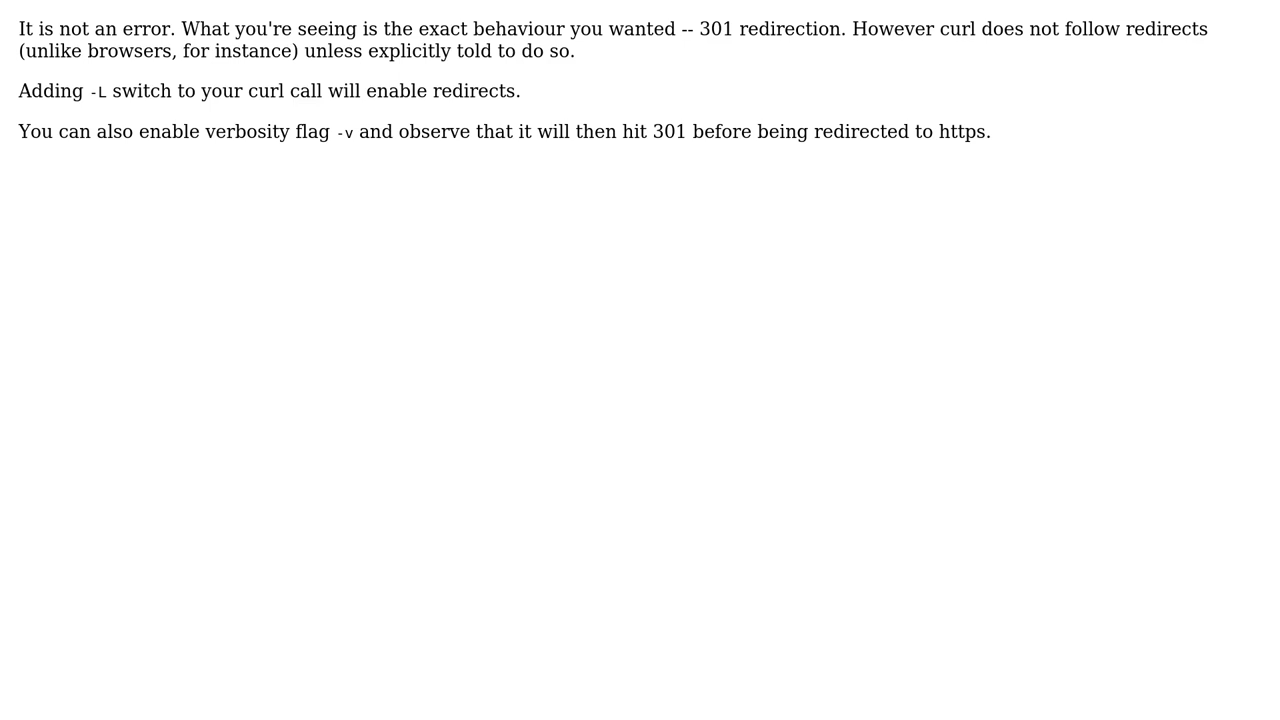 It is not an error. What you're seeing is the exact behaviour you wanted -- 301 redirection. However curl does not follow redirects
(unlike browsers, for instance) unless explicitly told to do so.
Adding -L switch to your curl call will enable redirects.
You can also enable verbosity flag -v and observe that it will then hit 301 before being redirected to https.